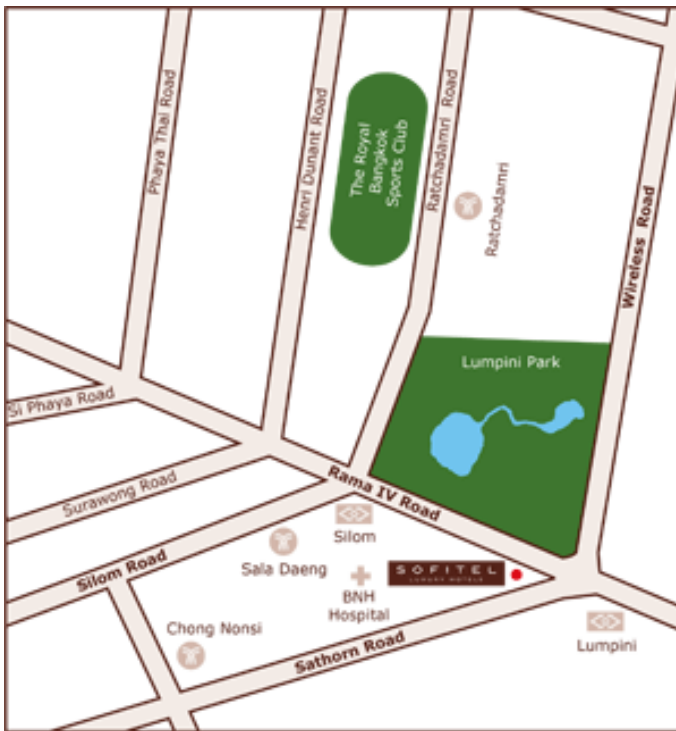 Phaya Thai Road
Henri Dunant Road
The Royal
Bangkok
Sports Club
Ratchadamri Road
Ratchadamri
Wireless Road
Lumpini Park
Si Phaya Road
Surawong Road
Rama IV Road
Silom Road
Silom
Sala Daeng
SOFITEL
LUXURY HOTELS
BNH
Hospital
Chong Nonsi
Sathorn Road
Lumpini